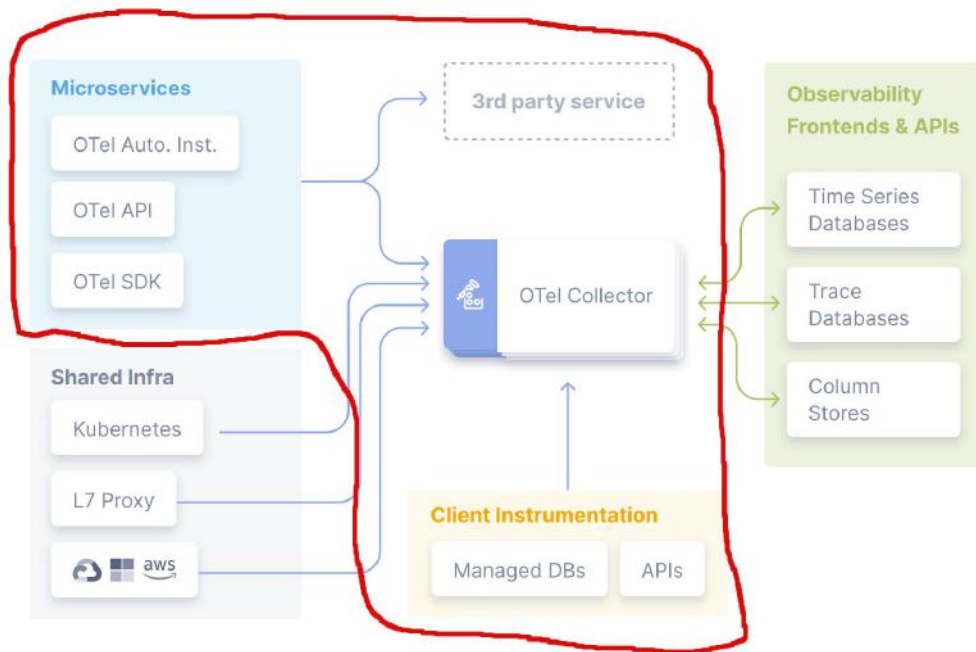 Microservices
OTel Auto. Inst.
OTel API
OTel SDK
Shared Infra
Kubernetes
L7 Proxy
aws
3rd party service
OTel Collector
Client Instrumentation
Managed DBs
APIs
Observability
Frontends & APIs
Time Series
Databases
Trace
Databases
Column
Stores